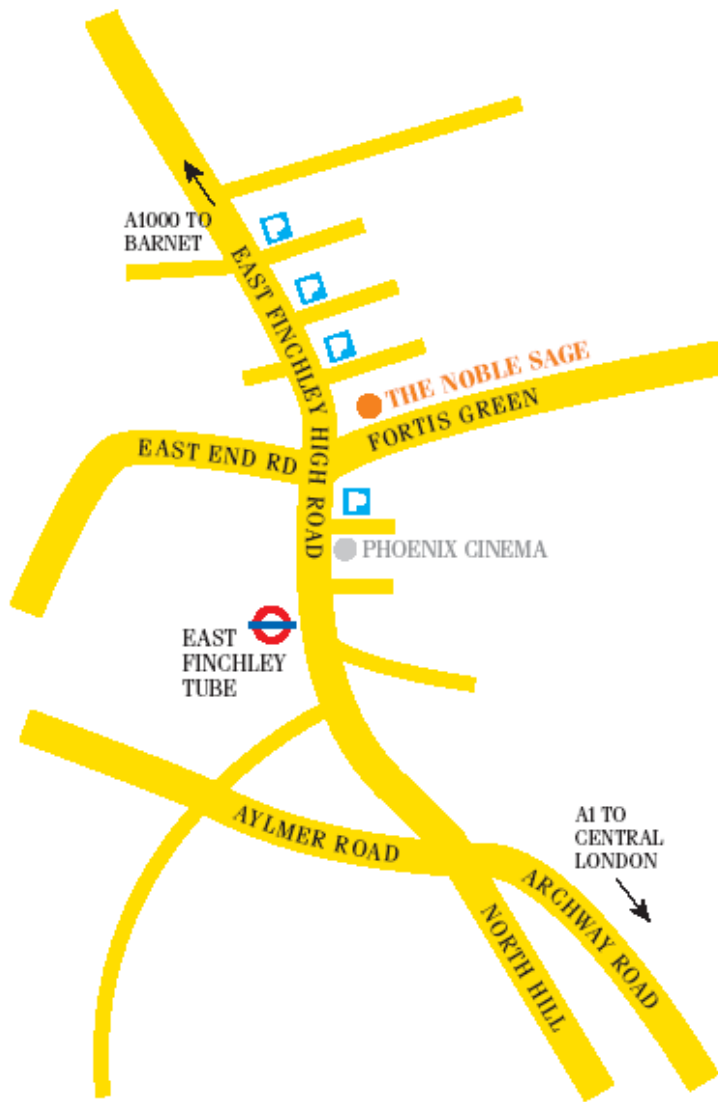 A1000 TO
BARNET
EAST FINCHLEY HIGH ROAD
THE NOBLE SAGE
FORTIS GREEN
EAST END RD
PHOENIX CINEMA
EAST
FINCHLEY
TUBE
AYLMER ROAD
A1 TO
CENTRAL
LONDON
ARCHWAY ROAD
NORTH HILL